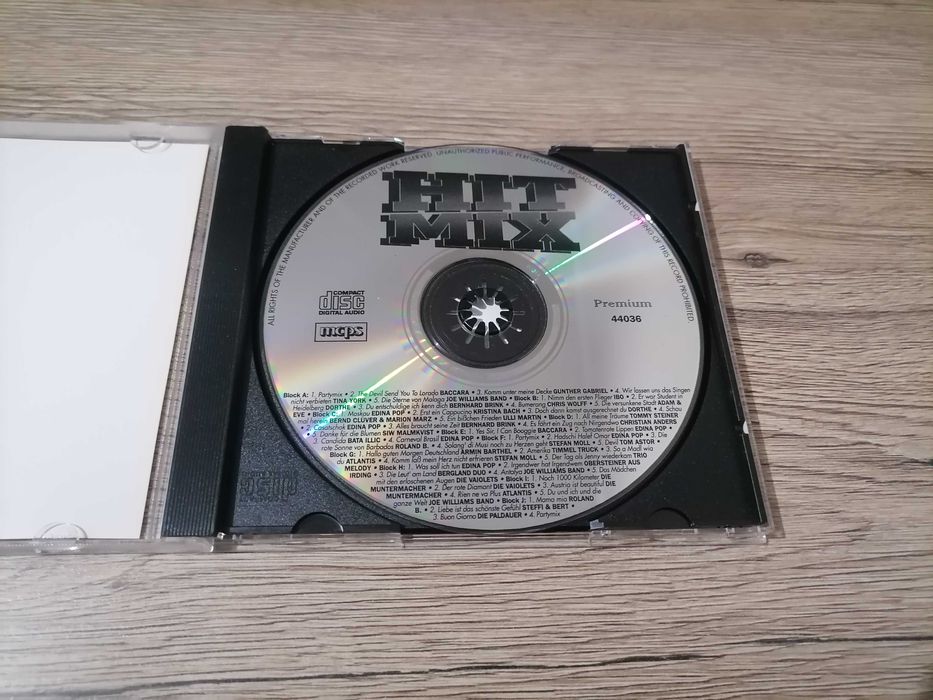 ALL RIGHTS OF THE MANUFACTURER AND OF THE RECORDED WORK RESERVED. UNAUTHORIZED PUBLIC PERFORMANCE, BROADCASTING AND COPYING OF THIS RECORD PROHIBITED.
HIT
MIX
COMPACT
disc
DIGITAL AUDIO
mcps
Premium
44036
Block A: 1. Partymix • 2. The Devil Send You To Lorado BACCARA • 3. Komm unter meine Decke GUNTHER GABRIEL • 4. Wir lassen uns das Singen
nicht verbieten TINA YORK • 5. Die Sterne von Malaga JOE WILLIAMS BAND • Block B: 1. Nimm den ersten Flieger IBO • 2. Er war Student in
Heidelberg DORTHE • 3. Du entschuldige ich kenn dich BERNHARD BRINK • 4. Bumerang CHRIS WOLFF • 5. Die versunkene Stadt ADAM &
EVE • Block C: 1. Moskau EDINA POP • 2. Erst ein Cappucino KRISTINA BACH • 3. Doch dann kommt ausgerechnet du DORTHE • 4. Schau
mal herein BERND CLÜVER & MARION MÄRZ • 5. Ein bißchen Frieden ULLI MARTIN • Block D: 1. All meine Träume TOMMY STEINER
• 2. Casatschok EDINA POP • 3. Alles braucht seine Zeit BERNHARD BRINK • 4. Es fährt ein Zug nach Nirgendwo CHRISTIAN ANDERS
• 5. Danke für die Blumen SIW MALMKVIST • Block E: 1. Yes Sir, I Can Booggie BACCARA • 2. Tomatenrote Lippen EDINA POP
• 3. Candida BATA ILLIC • 4. Carneval Brasil EDINA POP • Block F: 1. Partymix • 2. Hadschi Halef Omar EDINA POP • 3. Die
rote Sonne von Barbados ROLAND B. • 4. Solang' di Musi noch zu Herzen geht STEFAN MOLL • 5. Devil TOM ASTOR •
Block G: 1. Hallo guten Morgen Deutschland ARMIN BARTHEL • 2. Amerika TIMMEL TRUCK • 3. So a Madl wia
du ATLANTIS • 4. Komm laß mein Herz nicht erfrieren STEFAN MOLL • 5. Der Tag als Jenny wiederkam TRIO
MELODY • Block H: 1. Was soll ich tun EDINA POP • 2. Irgendwer hat Irgendwem OBERSTEINER AUS
IRDING • 3. Die Leut' am Land BERGLAND DUO • 4. Antonja JOE WILLIAMS BAND • 5. Das Mädchen
mit den erloschenen Augen DIE VAIOLETS • Block I: 1. Nach 1000 Kilometer DIE
MUNTERMACHER • 2. Der rote Diamant DIE VAIOLETS • 3. Austria ist beautiful DIE
MUNTERMACHER • 4. Rien ne va Plus ATLANTIS • 5. Du und ich und die
ganze Welt JOE WILLIAMS BAND • Block J: 1. Mama mia ROLAND
B. • 2. Liebe ist das schönste Gefühl STEFFI & BERT •
3. Buon Giorno DIE PALDAUER • 4. Partymix